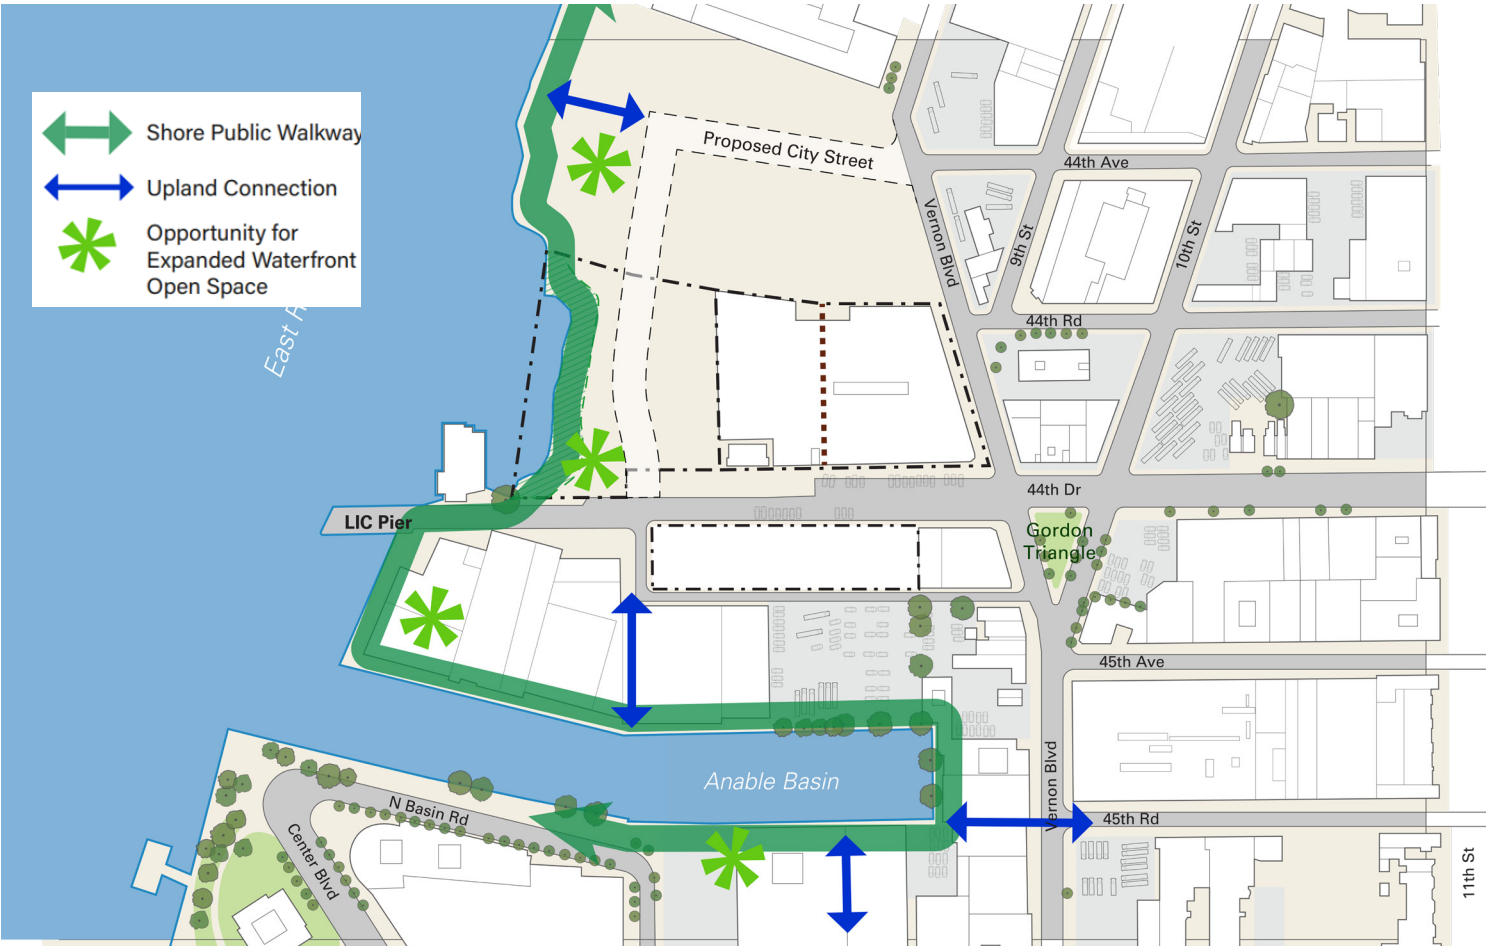 Shore Public Walkway
Upland Connection
Opportunity for
Expanded Waterfront
Open Space
East
Proposed City Street
44th Ave
Vernon Blvd
9th St
10th St
44th Rd
44th Dr
LIC Pier
Gordon
Triangle
45th Ave
Anable Basin
Vernon Blvd
N Basin Rd
45th Rd
Center Blvd
11th St